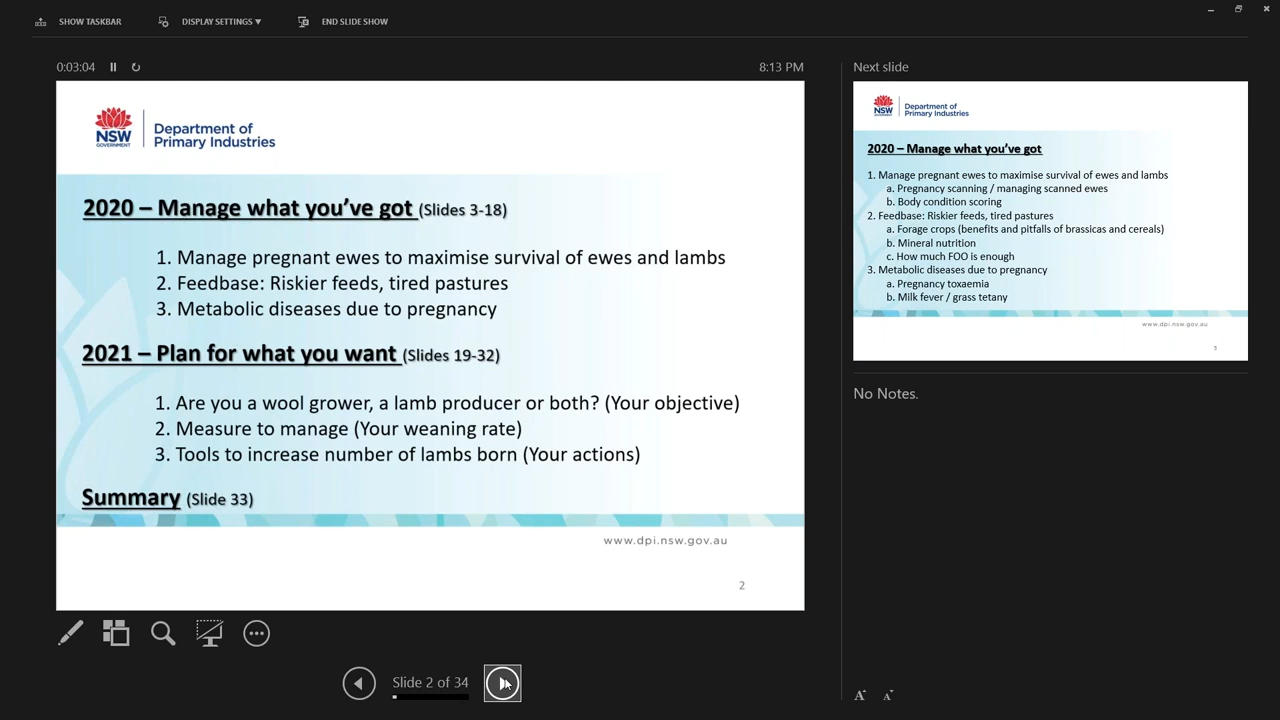 SHOW TASKBAR
DISPLAY SETTINGS ▼
END SLIDE SHOW
0:03:04
8:13 PM
NSW
GOVERNMENT
Department of
Primary Industries
2020 – Manage what you've got (Slides 3-18)
1. Manage pregnant ewes to maximise survival of ewes and lambs
2. Feedbase: Riskier feeds, tired pastures
3. Metabolic diseases due to pregnancy
2021 – Plan for what you want (Slides 19-32)
1. Are you a wool grower, a lamb producer or both? (Your objective)
2. Measure to manage (Your weaning rate)
3. Tools to increase number of lambs born (Your actions)
Summary (Slide 33)
www.dpi.nsw.gov.au
2
Slide 2 of 34
Next slide
NSW
GOVERNMENT
Department of
Primary Industries
2020 – Manage what you've got
1. Manage pregnant ewes to maximise survival of ewes and lambs
a. Pregnancy scanning / managing scanned ewes
b. Body condition scoring
2. Feedbase: Riskier feeds, tired pastures
a. Forage crops (benefits and pitfalls of brassicas and cereals)
b. Mineral nutrition
c. How much FOO is enough
3. Metabolic diseases due to pregnancy
a. Pregnancy toxaemia
b. Milk fever / grass tetany
www.dpi.nsw.gov.au
3
No Notes.
A A